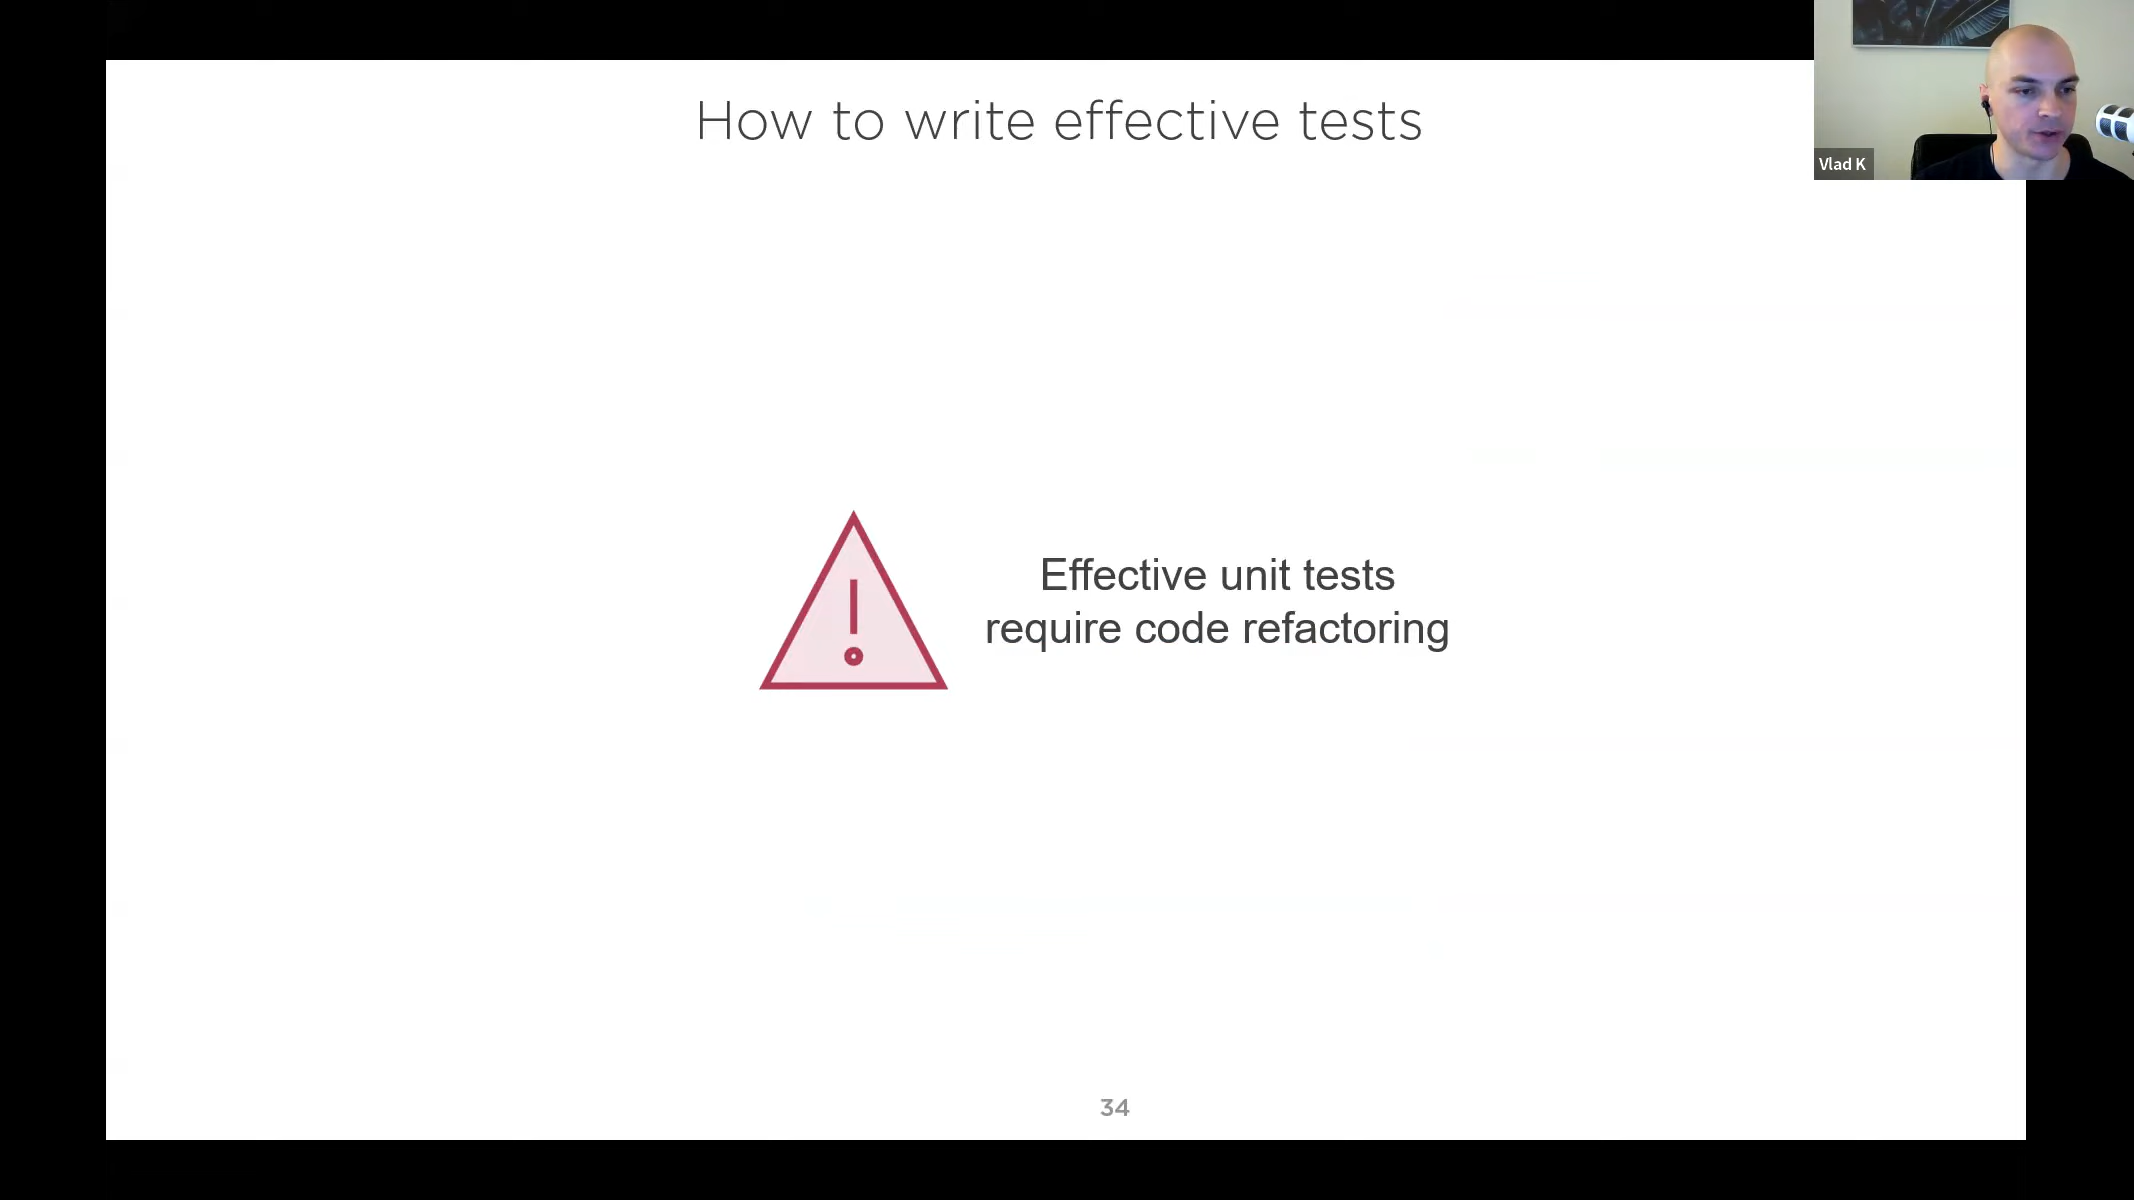 How to write effective tests
Vlad K
Effective unit tests
require code refactoring
34